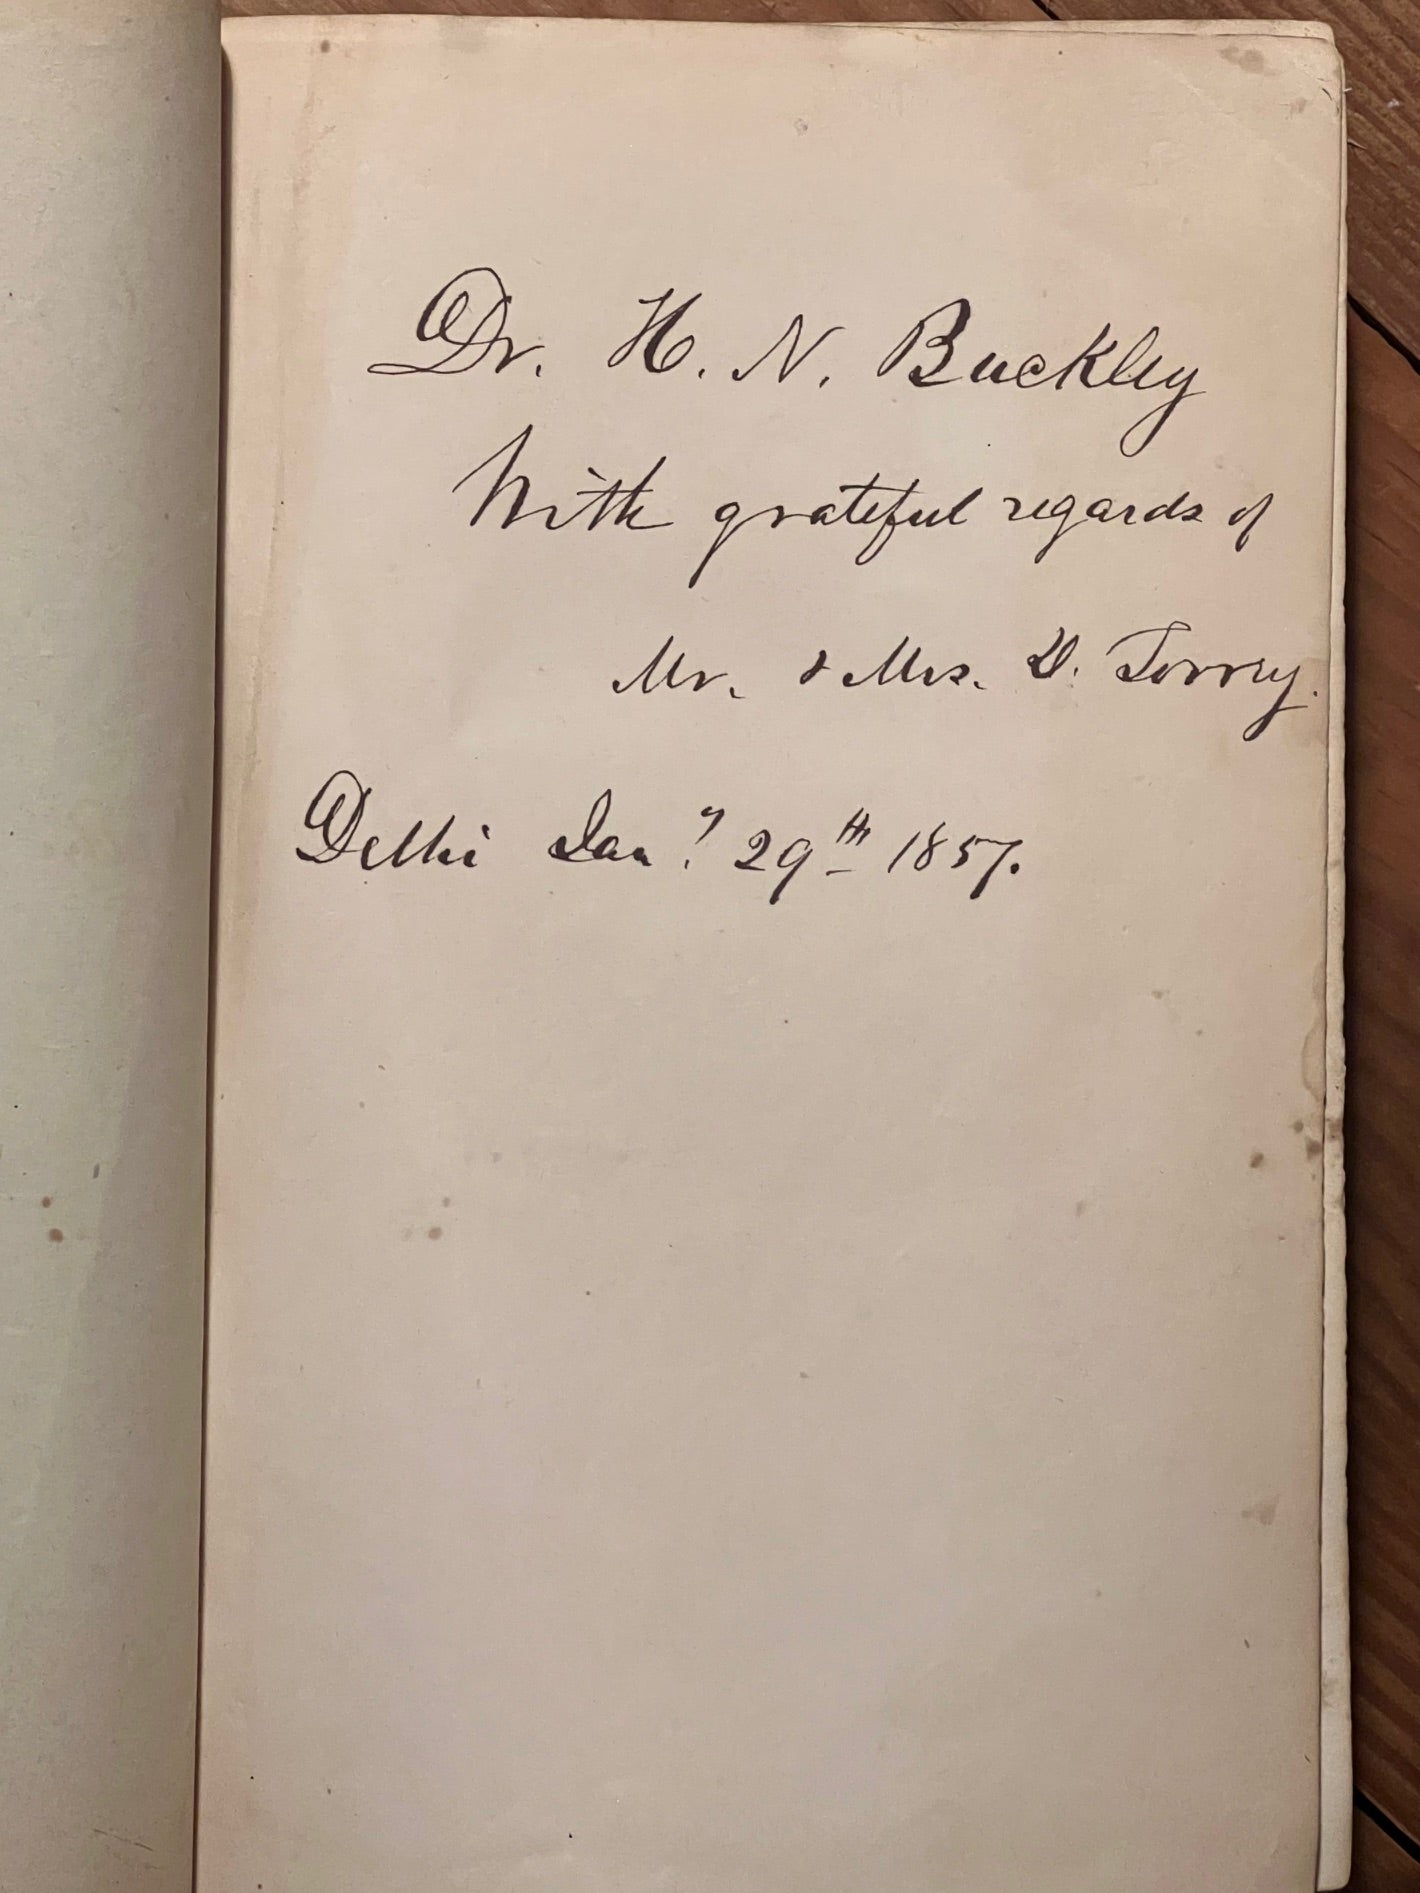 Dr. H. N. Buckley
With grateful regards of
Mr. & Mrs. D. Torrey.
Delhi Jan.y 29th 1857.